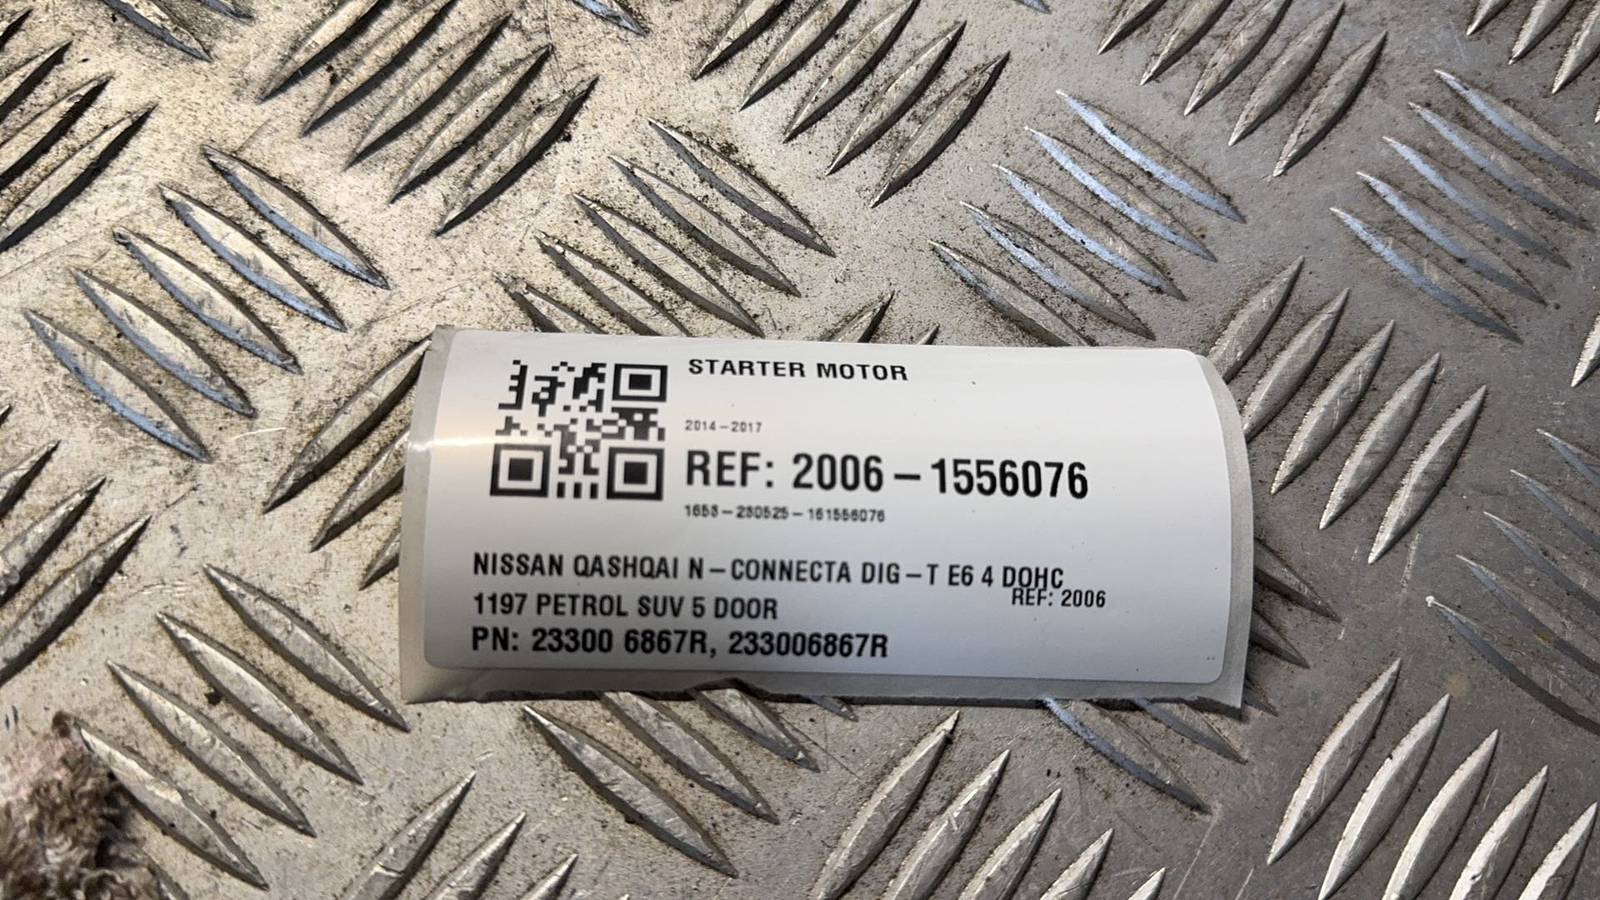 STARTER MOTOR
2014-2017
REF: 2006-1556076
1653-280525-161556076
NISSAN QASHQAI N-CONNECTA DIG-T E6 4 DOHC
REF: 2006
1197 PETROL SUV 5 DOOR
PN: 23300 6867R, 233006867R